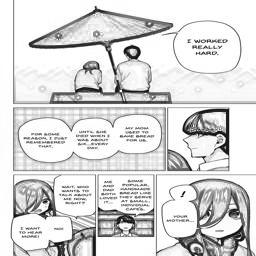 I WORKED
REALLY
HARD.
MY MOM
USED TO
BAKE BREAD
FOR US.
UNTIL SHE
DIED WHEN I
WAS ABOUT
SIX...EVERY
DAY.
FOR SOME
REASON, I JUST
REMEMBERED
THAT.
!
YOUR
MOTHER...
SOME
POPULAR,
HANDMADE
BREAD LIKE
THEY SERVE
AT SMALL,
INDIVIDUAL
CAFES.
ME
AND
DAD
BOTH
LOVED
IT...
WAIT, WHO
WANTS TO
TALK ABOUT
ME NOW,
RIGHT?
NO!
I WANT
TO HEAR
MORE!